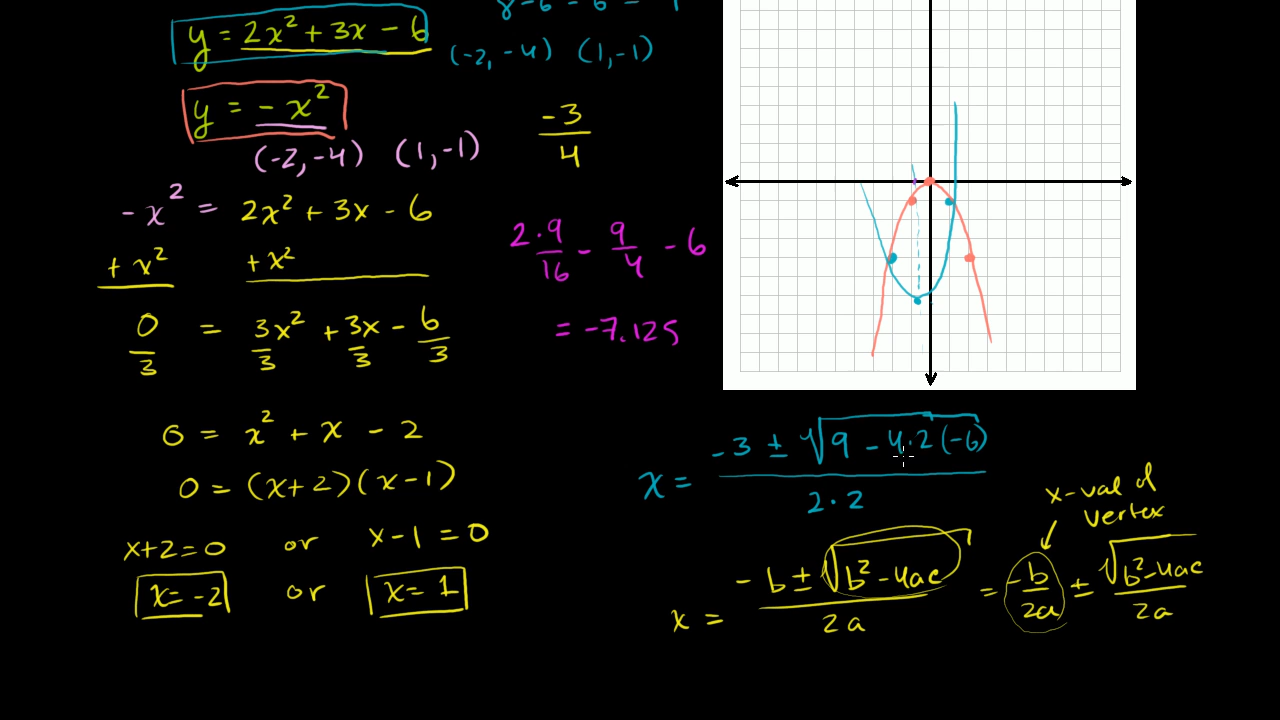 y = 2x² + 3x - 6
(-2, -4) (1, -1)
y = - x²
(-2, -4) (1, -1)
-3/4
-x² = 2x² + 3x - 6
+ x² + x²
0/3 = 3x²/3 + 3x/3 - 6/3
0 = x² + x - 2
0 = (x+2)(x-1)
x+2=0 or x-1=0
x=-2 or x=1
2·9/16 - 9/4 - 6
= -7.125
x = (-3 ± √(9 - 4·2(-6)))/(2·2)
x-val of
vertex
x = (-b ± √(b²-4ac))/2a = -b/2a ± √(b²-4ac)/2a